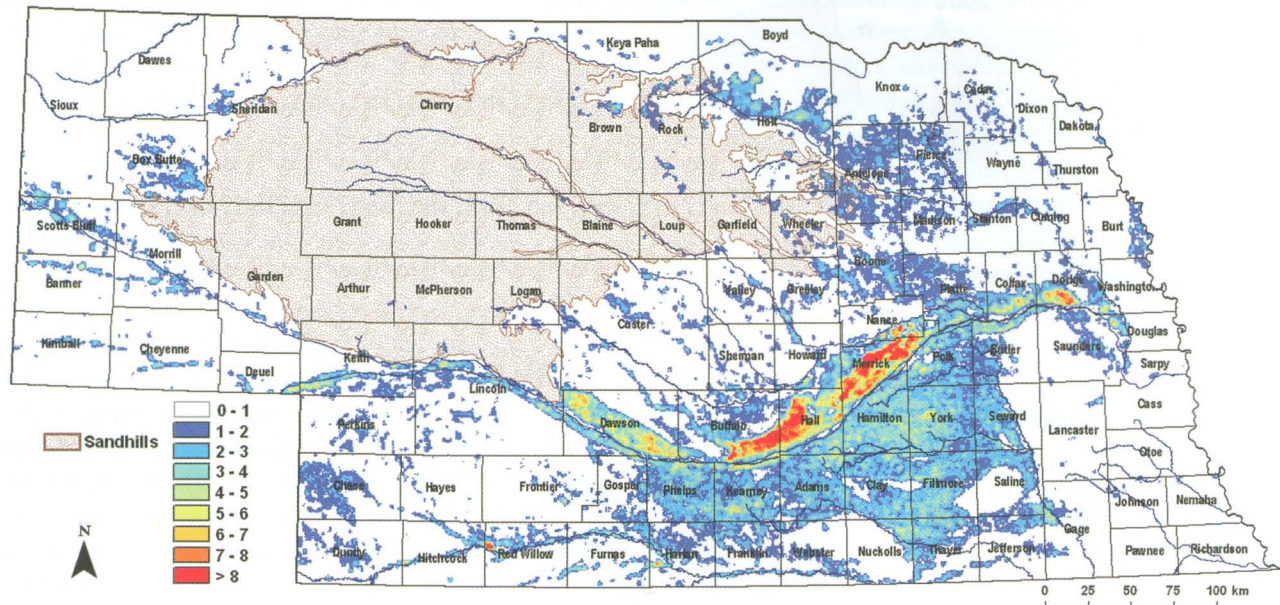 Keya Paha
Boyd
Dawes
Sioux
Sheridan
Cherry
Brown
Rock
Holt
Knox
Cedar
Dixon
Dakota
Box Butte
Antelope
Pierce
Wayne
Thurston
Scotts Bluff
Morrill
Grant
Hooker
Thomas
Blaine
Loup
Garfield
Wheeler
Madison
Stanton
Cuming
Burt
Banner
Garden
Arthur
McPherson
Logan
Custer
Valley
Greeley
Boone
Platte
Colfax
Dodge
Washington
Kimball
Cheyenne
Deuel
Keith
Lincoln
Sherman
Howard
Nance
Merrick
Polk
Butler
Saunders
Douglas
Sarpy
Perkins
Dawson
Buffalo
Hall
Hamilton
York
Seward
Lancaster
Cass
Otoe
Chase
Hayes
Frontier
Gosper
Phelps
Kearney
Adams
Clay
Fillmore
Saline
Gage
Johnson
Nemaha
Dundy
Hitchcock
Red Willow
Furnas
Harlan
Franklin
Webster
Nuckolls
Thayer
Jefferson
Pawnee
Richardson
Sandhills
0 - 1
1 - 2
2 - 3
3 - 4
4 - 5
5 - 6
6 - 7
7 - 8
> 8
N
0 25 50 75 100 km